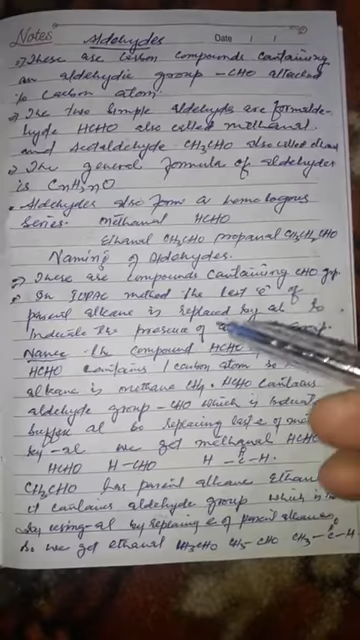 Notes
Aldehydes
Date / /
These are carbon compounds containing
an aldehydic group -CHO attached
to carbon atom.
The two simple aldehyds are formalde-
hyde HCHO also called methanal.
and Acetaldehyde CH3CHO also called
The general formula of aldehydes
is CnH2nO
Aldehydes also form a homologous
series. methanal HCHO
Ethanal CH3CHO propanal CH3CH2CHO
Naming of Aldehydes.
These are compounds containing CHO grp
In IUPAC method the last 'e' of
parent alkane is replaced by al to
indicate the presence of
Name the compound HCHO
HCHO contains 1 carbon atom so
alkane is methane CH4. HCHO contains
aldehyde group -CHO which is
suffix al so replacing last e of
by -al we get methanal HCHO
HCHO H-CHO H-C-H.
O
CH3CHO has parent alkane Ethan
it contains aldehyde group which is
by using -al by replacing e of parent alkane
so we get ethanal CH3CHO CH3-CHO CH3-C-H
O